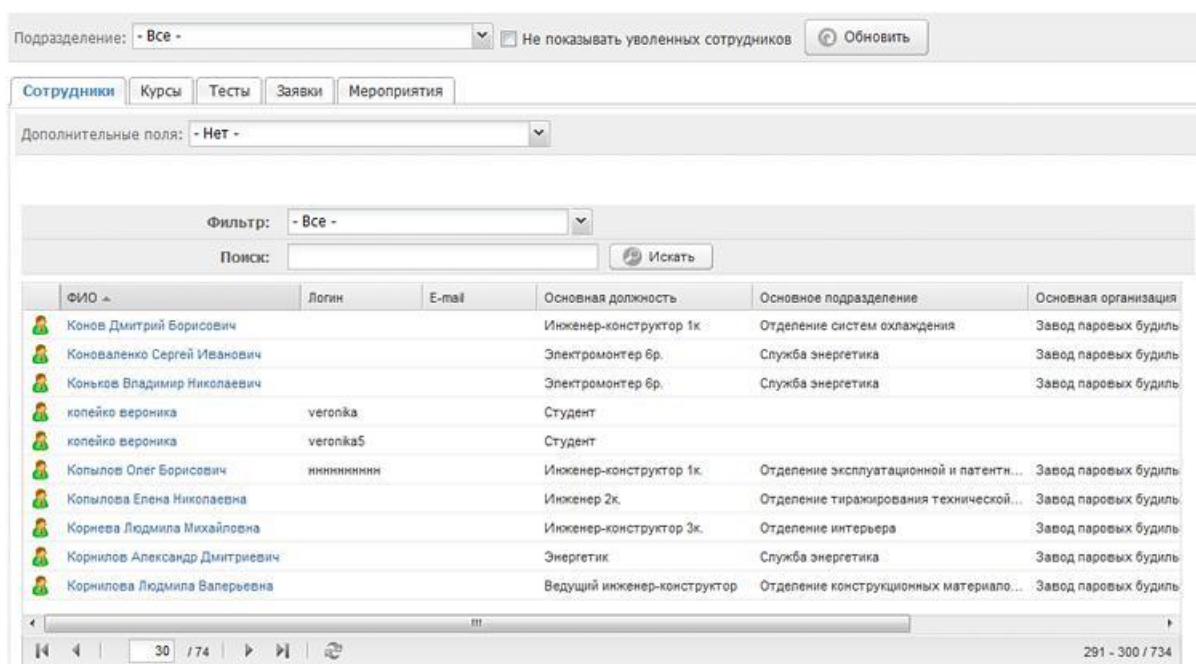 Подразделение: - Все - Не показывать уволенных сотрудников Обновить
Сотрудники Курсы Тесты Заявки Мероприятия
Дополнительные поля: - Нет -
Фильтр: - Все -
Поиск: Искать
ФИО Логин E-mail Основная должность Основное подразделение Основная организация
Конов Дмитрий Борисович Инженер-конструктор 1к Отделение систем охлаждения Завод паровых будиль
Коноваленко Сергей Иванович Электромонтер 6р. Служба энергетика Завод паровых будиль
Коньков Владимир Николаевич Электромонтер 6р. Служба энергетика Завод паровых будиль
копейко вероника veronika Студент
копейко вероника veronika5 Студент
Копылов Олег Борисович нннннннннн Инженер-конструктор 1к. Отделение эксплуатационной и патентн... Завод паровых будиль
Копылова Елена Николаевна Инженер 2к. Отделение тиражирования технической... Завод паровых будиль
Корнева Людмила Михайловна Инженер-конструктор 3к. Отделение интерьера Завод паровых будиль
Корнилов Александр Дмитриевич Энергетик Служба энергетика Завод паровых будиль
Корнилова Людмила Валерьевна Ведущий инженер-конструктор Отделение конструкционных материало... Завод паровых будиль
30 / 74 291 - 300 / 734